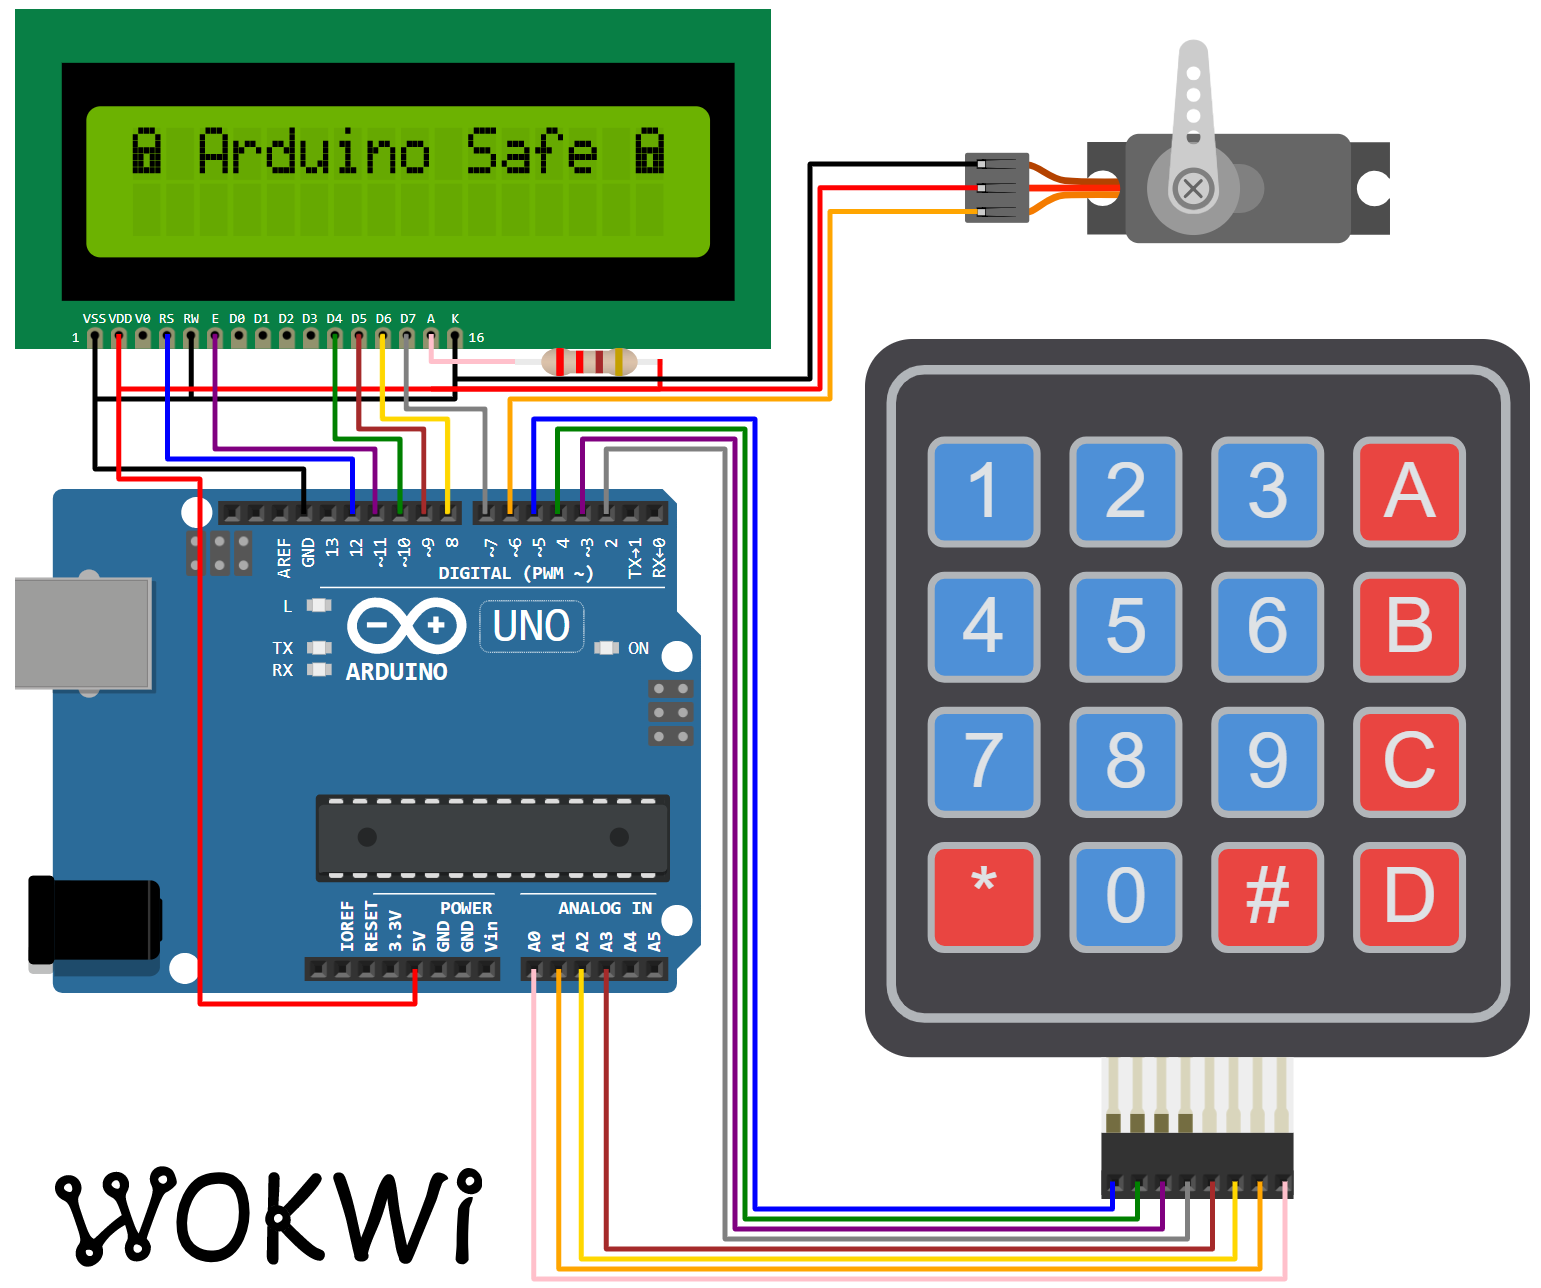 Arduino Safe
VSS VDD V0 RS RW E D0 D1 D2 D3 D4 D5 D6 D7 A K
1 16
AREF GND 13 12 ~11 ~10 ~9 8 ~7 ~6 ~5 4 ~3 2 TX→1 RX←0
DIGITAL (PWM ~)
L
TX
RX
ARDUINO
UNO
ON
POWER
ANALOG IN
IOREF RESET 3.3V 5V GND GND Vin A0 A1 A2 A3 A4 A5
1 2 3 A
4 5 6 B
7 8 9 C
* 0 # D
WOKWi